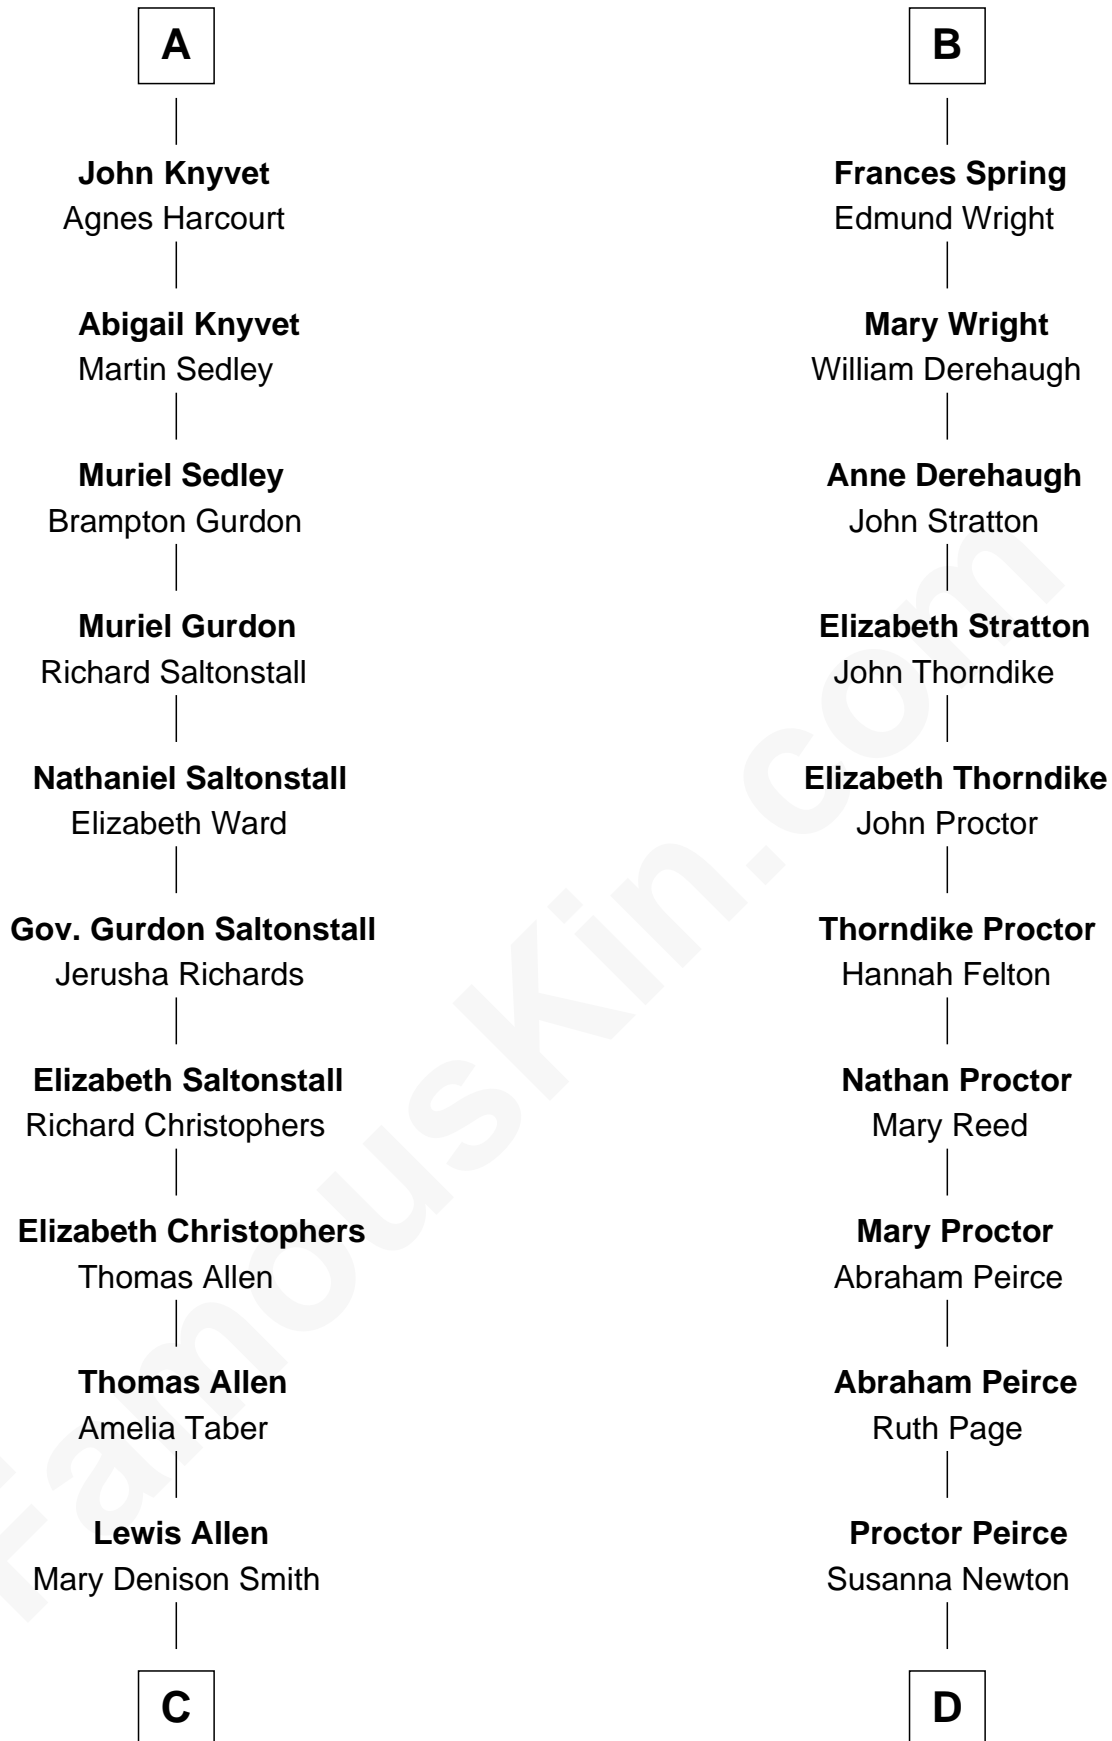 A
John Knyvet
Agnes Harcourt
Abigail Knyvet
Martin Sedley
Muriel Sedley
Brampton Gurdon
Muriel Gurdon
Richard Saltonstall
Nathaniel Saltonstall
Elizabeth Ward
Gov. Gurdon Saltonstall
Jerusha Richards
Elizabeth Saltonstall
Richard Christophers
Elizabeth Christophers
Thomas Allen
Thomas Allen
Amelia Taber
Lewis Allen
Mary Denison Smith
C
B
Frances Spring
Edmund Wright
Mary Wright
William Derehaugh
Anne Derehaugh
John Stratton
Elizabeth Stratton
John Thorndike
Elizabeth Thorndike
John Proctor
Thorndike Proctor
Hannah Felton
Nathan Proctor
Mary Reed
Mary Proctor
Abraham Peirce
Abraham Peirce
Ruth Page
Proctor Peirce
Susanna Newton
D
FamousKin.com